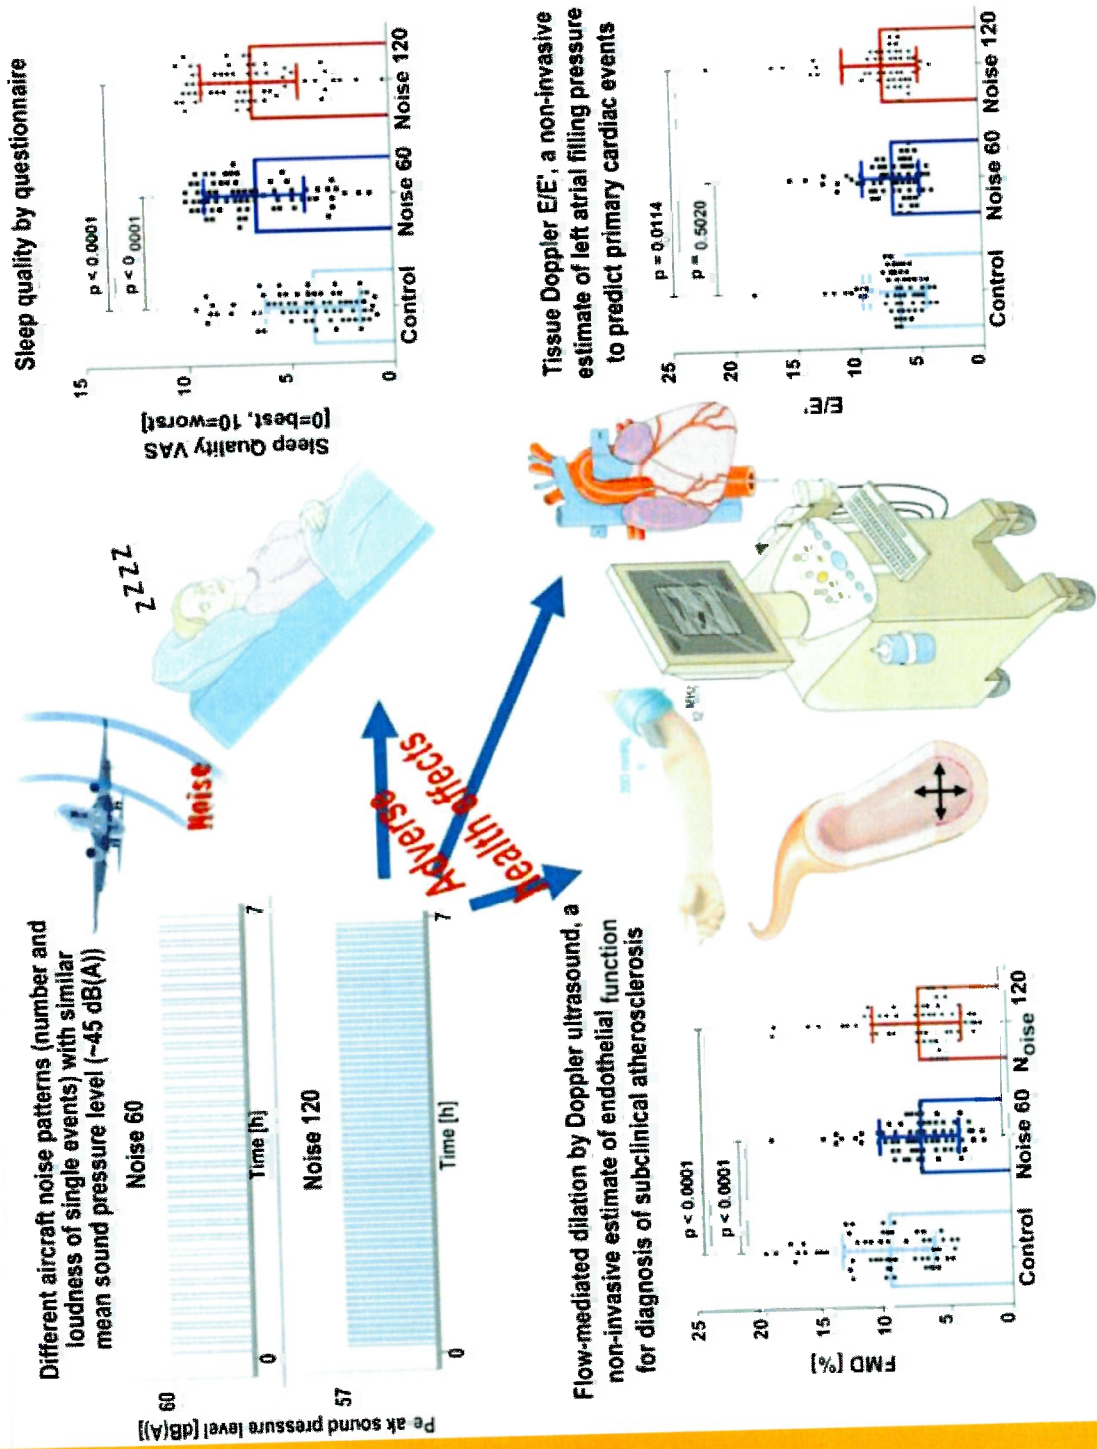 Different aircraft noise patterns (number and
loudness of single events) with similar
mean sound pressure level (~45 dB(A))
Noise 60
60
Time [h]
Noise 120
57
0
7
Time [h]
0
7
Pe ak sound pressure level [dB(A)]
Noise
zzzz
Sleep quality by questionnaire
p < 0.0001
p < 0.0001
15
10
5
0
Sleep Quality VAS
[0=best, 10=worst]
Control
Noise 60
Noise 120
Adverse
health affects
Flow-mediated dilation by Doppler ultrasound, a
non-invasive estimate of endothelial function
for diagnosis of subclinical atherosclerosis
p < 0.0001
p < 0.0001
25
20
15
10
5
0
FMD [%]
Control
Noise 60
Noise 120
12 MHz
Tissue Doppler E/E', a non-invasive
estimate of left atrial filling pressure
to predict primary cardiac events
p = 0.0114
p = 0.5020
25
20
15
10
5
0
E/E'
Control
Noise 60
Noise 120